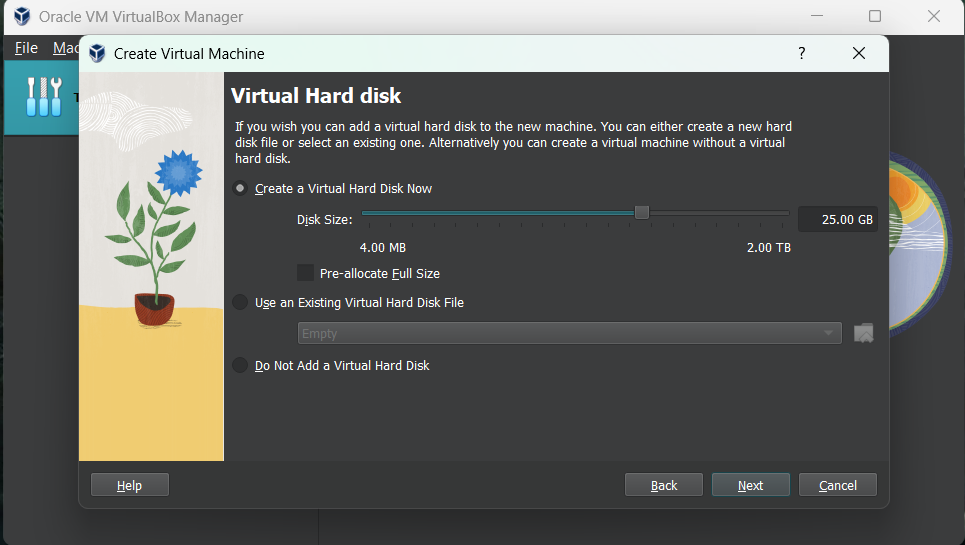 Oracle VM VirtualBox Manager
File Mac
Create Virtual Machine ?
Virtual Hard disk
If you wish you can add a virtual hard disk to the new machine. You can either create a new hard
disk file or select an existing one. Alternatively you can create a virtual machine without a virtual
hard disk.
Create a Virtual Hard Disk Now
Disk Size: 25.00 GB
4.00 MB 2.00 TB
Pre-allocate Full Size
Use an Existing Virtual Hard Disk File
Empty
Do Not Add a Virtual Hard Disk
Help Back Next Cancel